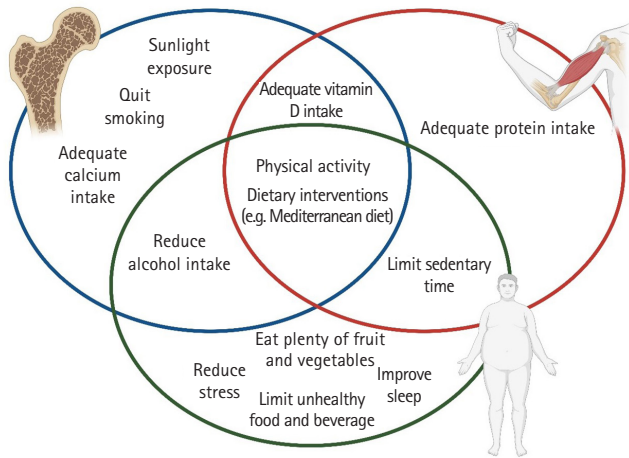 Sunlight
exposure
Quit
smoking
Adequate
calcium
intake
Adequate vitamin
D intake
Adequate protein intake
Physical activity
Dietary interventions
(e.g. Mediterranean diet)
Reduce
alcohol intake
Limit sedentary
time
Eat plenty of fruit
and vegetables
Reduce
stress
Improve
sleep
Limit unhealthy
food and beverage